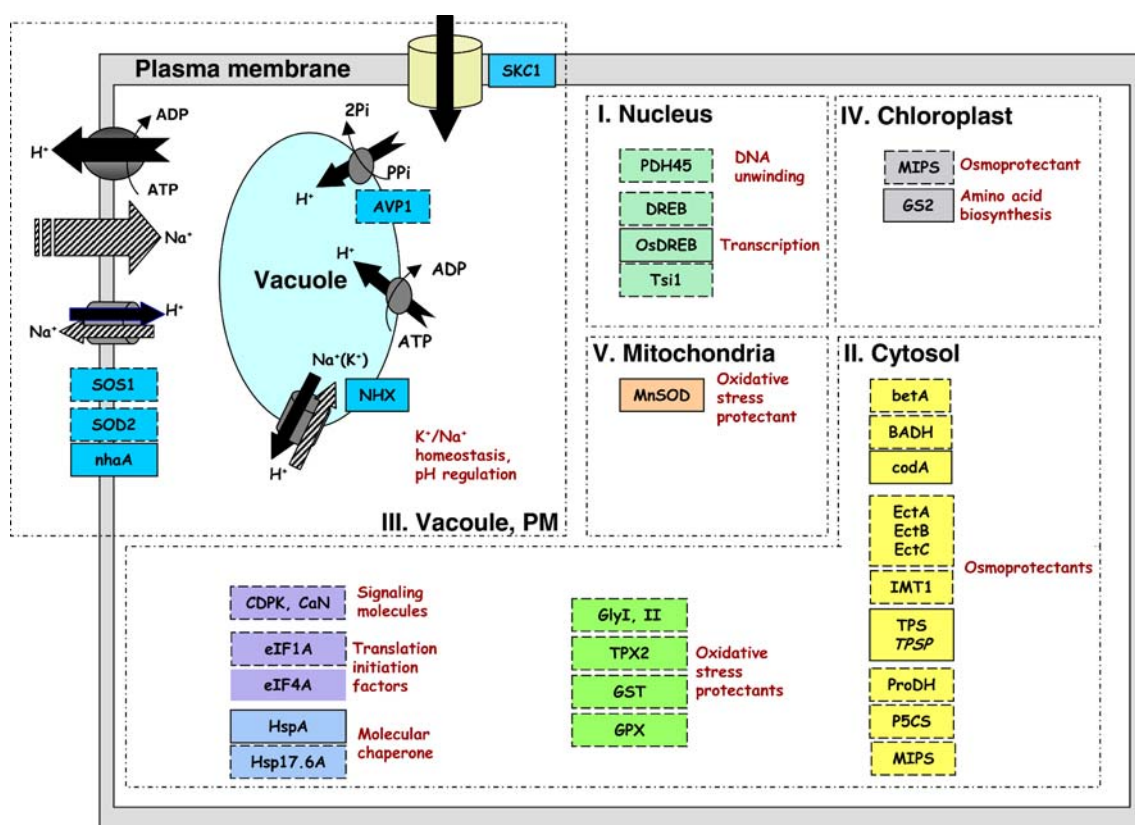 Plasma membrane
SKC1
ADP
H⁺
ATP
Na⁺
H⁺
Na⁺
SOS1
SOD2
nhaA
2Pi
PPi
H⁺
AVP1
H⁺
Vacuole
ADP
ATP
Na⁺(K⁺)
NHX
H⁺
K⁺/Na⁺
homeostasis,
pH regulation
III. Vacoule, PM
I. Nucleus
PDH45
DNA
unwinding
DREB
OsDREB
Transcription
Tsi1
IV. Chloroplast
MIPS
Osmoprotectant
GS2
Amino acid
biosynthesis
V. Mitochondria
MnSOD
Oxidative
stress
protectant
II. Cytosol
betA
BADH
codA
EctA
EctB
EctC
IMT1
Osmoprotectants
TPS
TPSP
ProDH
P5CS
MIPS
CDPK, CaN
Signaling
molecules
eIF1A
eIF4A
Translation
initiation
factors
HspA
Hsp17.6A
Molecular
chaperone
GlyI, II
TPX2
GST
GPX
Oxidative
stress
protectants